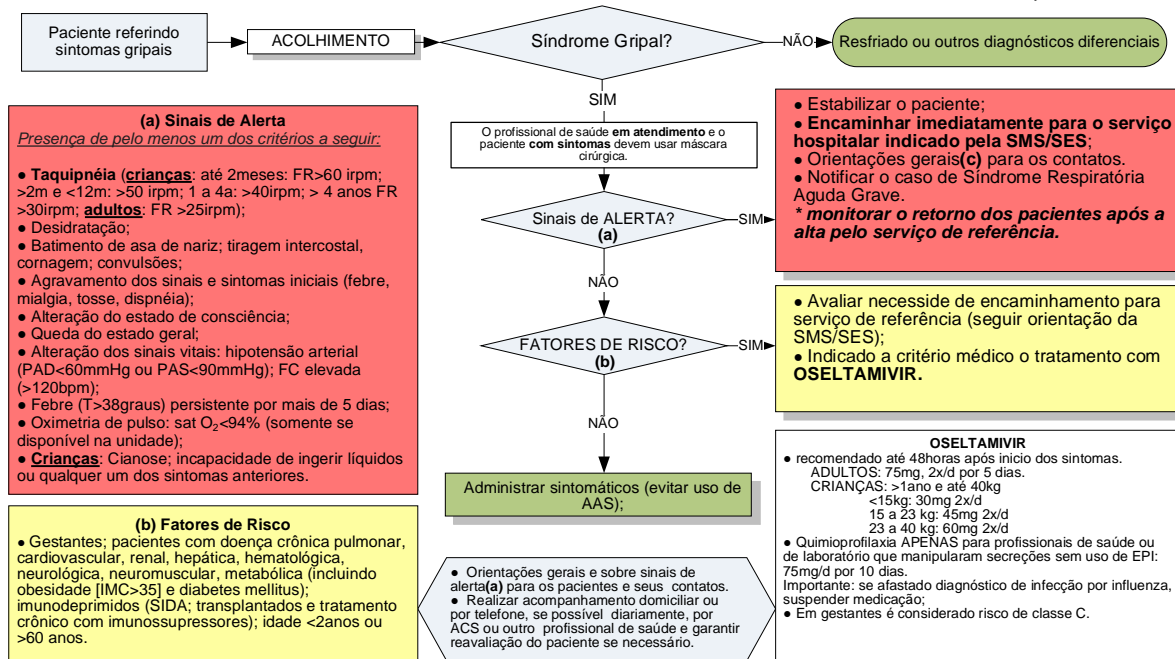 Paciente referindo
sintomas gripais
ACOLHIMENTO
Síndrome Gripal?
NÃO
Resfriado ou outros diagnósticos diferenciais
SIM
O profissional de saúde em atendimento e o
paciente com sintomas devem usar máscara
cirúrgica.
Sinais de ALERTA?
(a)
SIM
● Estabilizar o paciente;
● Encaminhar imediatamente para o serviço
hospitalar indicado pela SMS/SES;
● Orientações gerais(c) para os contatos.
● Notificar o caso de Síndrome Respiratória
Aguda Grave.
* monitorar o retorno dos pacientes após a
alta pelo serviço de referência.
(a) Sinais de Alerta
Presença de pelo menos um dos critérios a seguir:
● Taquipnéia (crianças: até 2meses: FR>60 irpm;
>2m e <12m: >50 irpm; 1 a 4a: >40irpm; > 4 anos FR
>30irpm; adultos: FR >25irpm);
● Desidratação;
● Batimento de asa de nariz; tiragem intercostal,
cornagem; convulsões;
● Agravamento dos sinais e sintomas iniciais (febre,
mialgia, tosse, dispnéia);
● Alteração do estado de consciência;
● Queda do estado geral;
● Alteração dos sinais vitais: hipotensão arterial
(PAD<60mmHg ou PAS<90mmHg); FC elevada
(>120bpm);
● Febre (T>38graus) persistente por mais de 5 dias;
● Oximetria de pulso: sat O2<94% (somente se
disponível na unidade);
● Crianças: Cianose; incapacidade de ingerir líquidos
ou qualquer um dos sintomas anteriores.
NÃO
FATORES DE RISCO?
(b)
SIM
● Avaliar necesside de encaminhamento para
serviço de referência (seguir orientação da
SMS/SES);
● Indicado a critério médico o tratamento com
OSELTAMIVIR.
NÃO
Administrar sintomáticos (evitar uso de
AAS);
OSELTAMIVIR
● recomendado até 48horas após inicio dos sintomas.
ADULTOS: 75mg, 2x/d por 5 dias.
CRIANÇAS: >1ano e até 40kg
<15kg: 30mg 2x/d
15 a 23 kg: 45mg 2x/d
23 a 40 kg: 60mg 2x/d
● Quimioprofilaxia APENAS para profissionais de saúde ou
de laboratório que manipularam secreções sem uso de EPI:
75mg/d por 10 dias.
Importante: se afastado diagnóstico de infecção por influenza,
suspender medicação;
● Em gestantes é considerado risco de classe C.
(b) Fatores de Risco
● Gestantes; pacientes com doença crônica pulmonar,
cardiovascular, renal, hepática, hematológica,
neurológica, neuromuscular, metabólica (incluindo
obesidade [IMC>35] e diabetes mellitus);
imunodeprimidos (SIDA; transplantados e tratamento
crônico com imunossupressores); idade <2anos ou
>60 anos.
● Orientações gerais e sobre sinais de
alerta(a) para os pacientes e seus contatos.
● Realizar acompanhamento domiciliar ou
por telefone, se possível diariamente, por
ACS ou outro profissional de saúde e garantir
reavaliação do paciente se necessário.